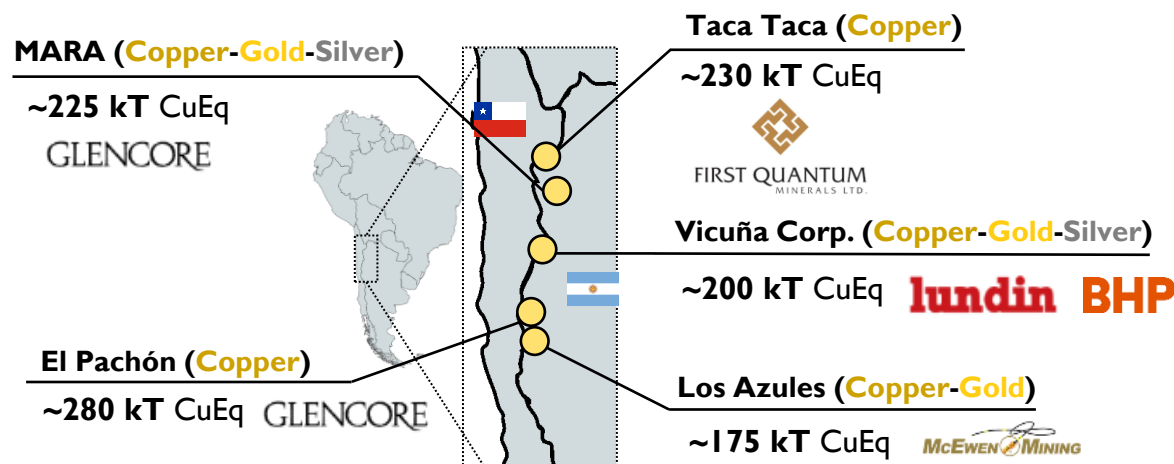 MARA (Copper-Gold-Silver)
~225 kT CuEq
GLENCORE
Taca Taca (Copper)
~230 kT CuEq
FIRST QUANTUM
MINERALS LTD.
Vicuña Corp. (Copper-Gold-Silver)
~200 kT CuEq
lundin
BHP
El Pachón (Copper)
~280 kT CuEq
GLENCORE
Los Azules (Copper-Gold)
~175 kT CuEq
MCEWEN MINING